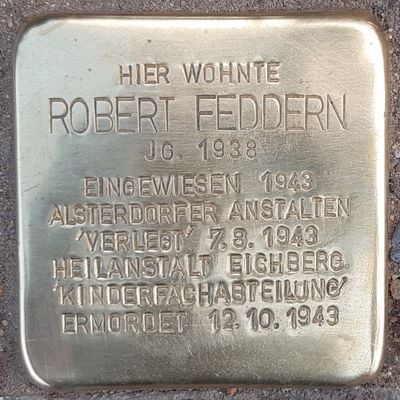 HIER WOHNTE
ROBERT FEDDERN
JG. 1938
EINGEWIESEN 1943
ALSTERDORFER ANSTALTEN
'VERLEGT' 7.8.1943
HEILANSTALT EICHBERG
'KINDERFACHABTEILUNG'
ERMORDET 12.10.1943